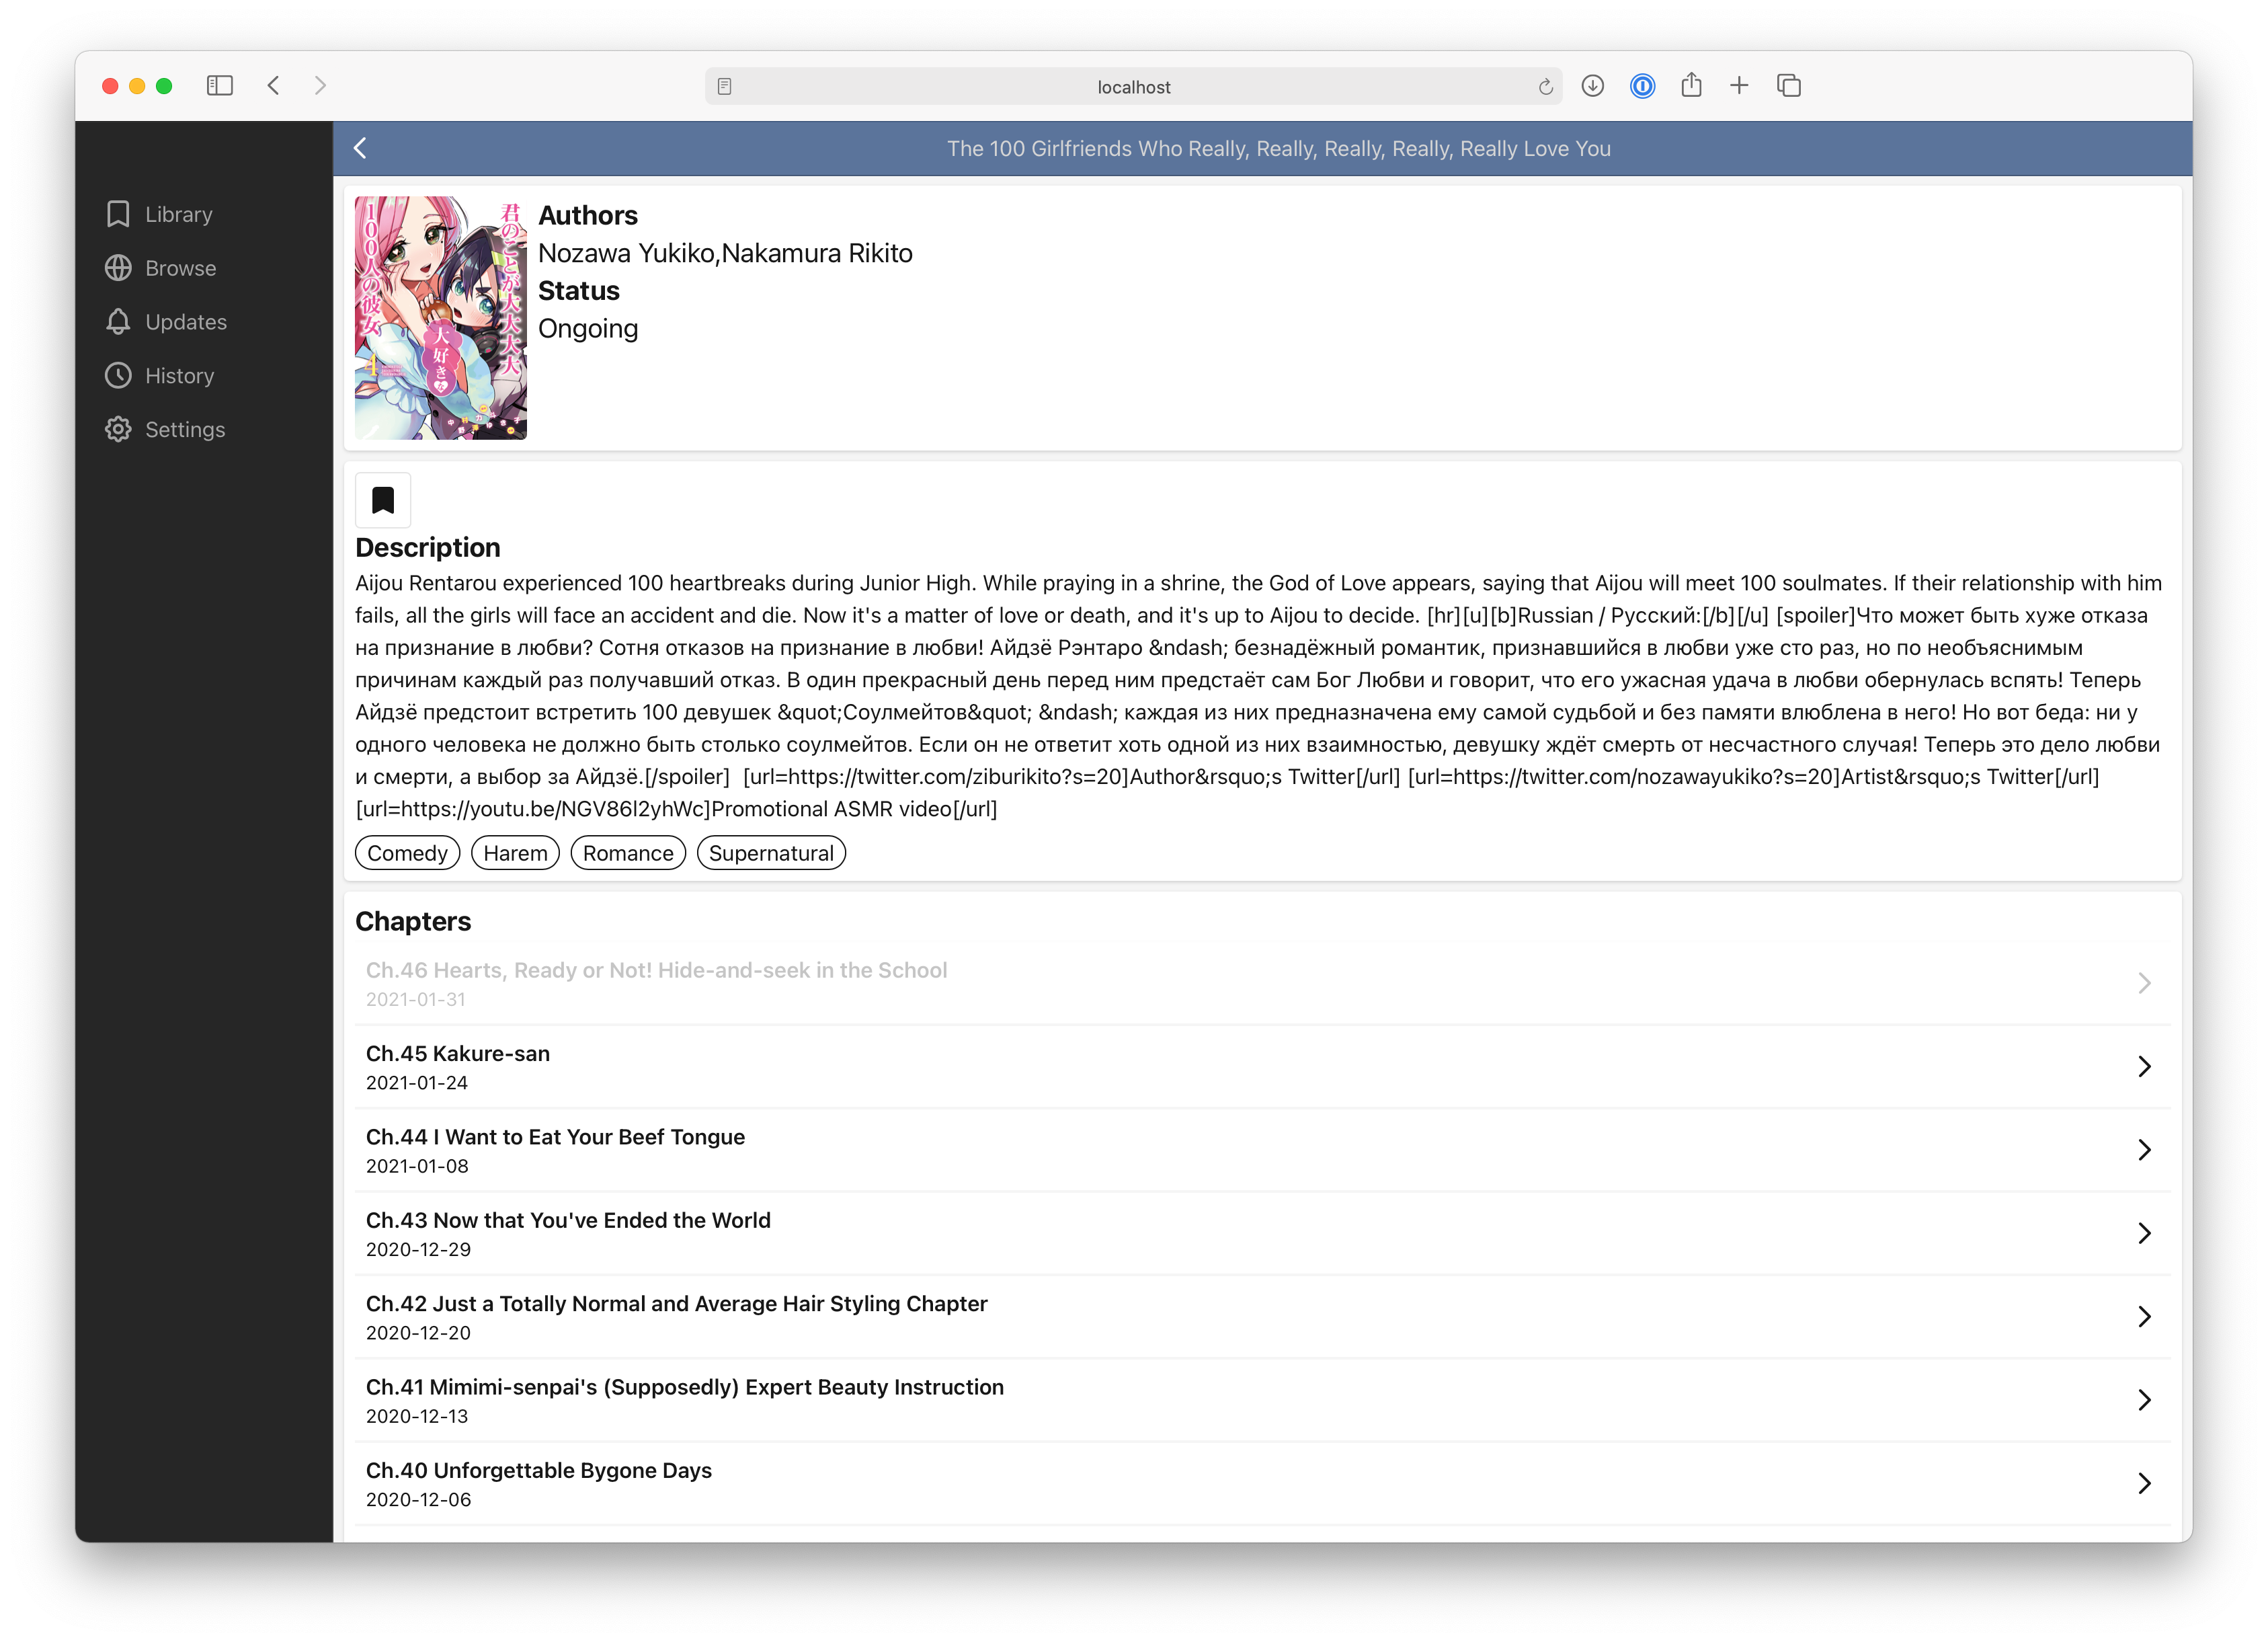 localhost
The 100 Girlfriends Who Really, Really, Really, Really, Really Love You
Library
Browse
Updates
History
Settings
君のことが大大大大
大好きな
100人の彼女
4
Authors
Nozawa Yukiko,Nakamura Rikito
Status
Ongoing
Description
Aijou Rentarou experienced 100 heartbreaks during Junior High. While praying in a shrine, the God of Love appears, saying that Aijou will meet 100 soulmates. If their relationship with him
fails, all the girls will face an accident and die. Now it's a matter of love or death, and it's up to Aijou to decide. [hr][u][b]Russian / Русский:[/b][/u] [spoiler]Что может быть хуже отказа
на признание в любви? Сотня отказов на признание в любви! Айдзё Рэнтаро &ndash; безнадёжный романтик, признавшийся в любви уже сто раз, но по необъяснимым
причинам каждый раз получавший отказ. В один прекрасный день перед ним предстаёт сам Бог Любви и говорит, что его ужасная удача в любви обернулась вспять! Теперь
Айдзё предстоит встретить 100 девушек &quot;Соулмейтов&quot; &ndash; каждая из них предназначена ему самой судьбой и без памяти влюблена в него! Но вот беда: ни у
одного человека не должно быть столько соулмейтов. Если он не ответит хоть одной из них взаимностью, девушку ждёт смерть от несчастного случая! Теперь это дело любви
и смерти, а выбор за Айдзё.[/spoiler]  [url=https://twitter.com/ziburikito?s=20]Author&rsquo;s Twitter[/url] [url=https://twitter.com/nozawayukiko?s=20]Artist&rsquo;s Twitter[/url]
[url=https://youtu.be/NGV86l2yhWc]Promotional ASMR video[/url]
Comedy
Harem
Romance
Supernatural
Chapters
Ch.46 Hearts, Ready or Not! Hide-and-seek in the School
2021-01-31
Ch.45 Kakure-san
2021-01-24
Ch.44 I Want to Eat Your Beef Tongue
2021-01-08
Ch.43 Now that You've Ended the World
2020-12-29
Ch.42 Just a Totally Normal and Average Hair Styling Chapter
2020-12-20
Ch.41 Mimimi-senpai's (Supposedly) Expert Beauty Instruction
2020-12-13
Ch.40 Unforgettable Bygone Days
2020-12-06